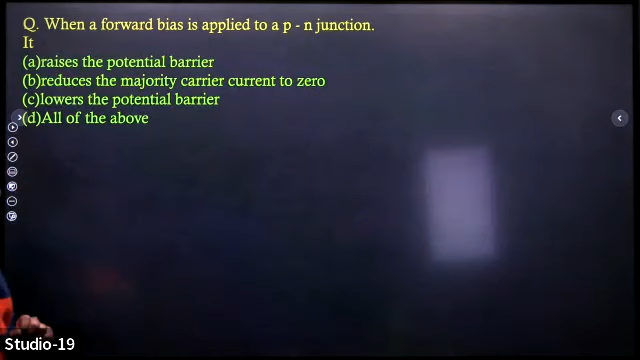 Q. When a forward bias is applied to a p - n junction.
It
(a)raises the potential barrier
(b)reduces the majority carrier current to zero
(c)lowers the potential barrier
(d)All of the above
Studio-19